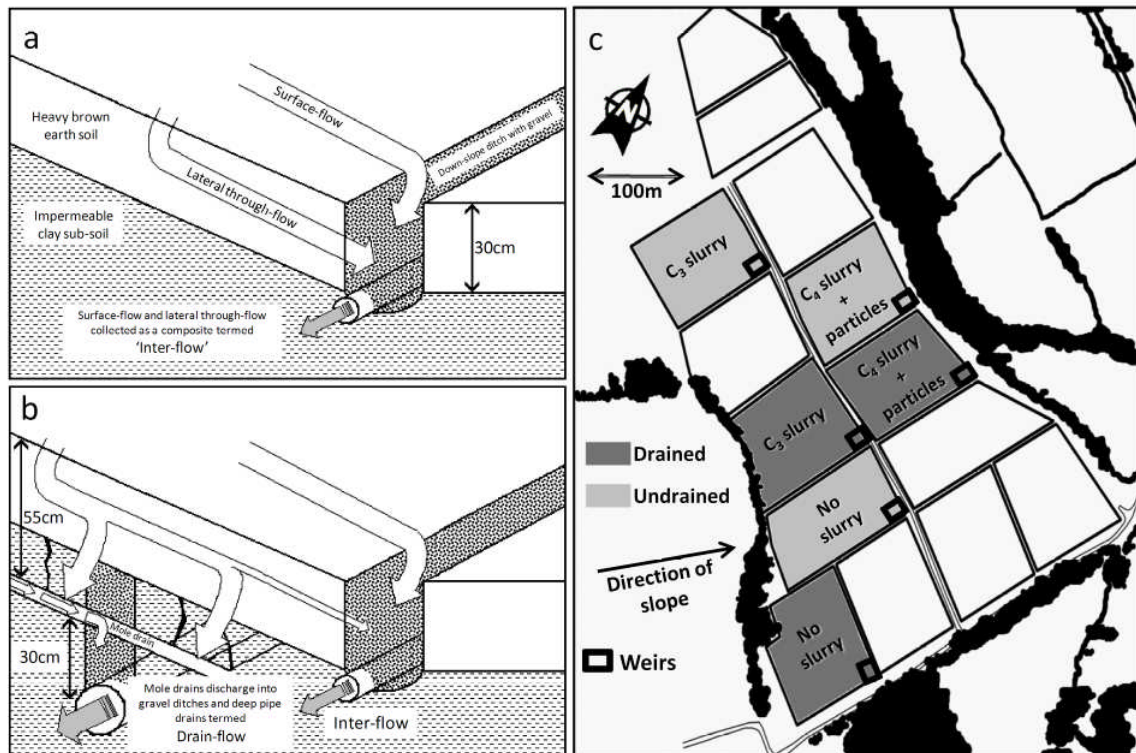 a
Heavy brown
earth soil
Surface-flow
Down-slope ditch with gravel
Lateral through-flow
Impermeable
clay sub-soil
30cm
Surface-flow and lateral through-flow
collected as a composite termed
'Inter-flow'
b
55cm
Mole drain
30cm
Mole drains discharge into
gravel ditches and deep pipe
drains termed
Drain-flow
Inter-flow
c
N
100m
C₃ slurry
C₄ slurry
+
particles
C₄ slurry
+
particles
C₃ slurry
Drained
Undrained
No
slurry
Direction of
slope
No
slurry
Weirs